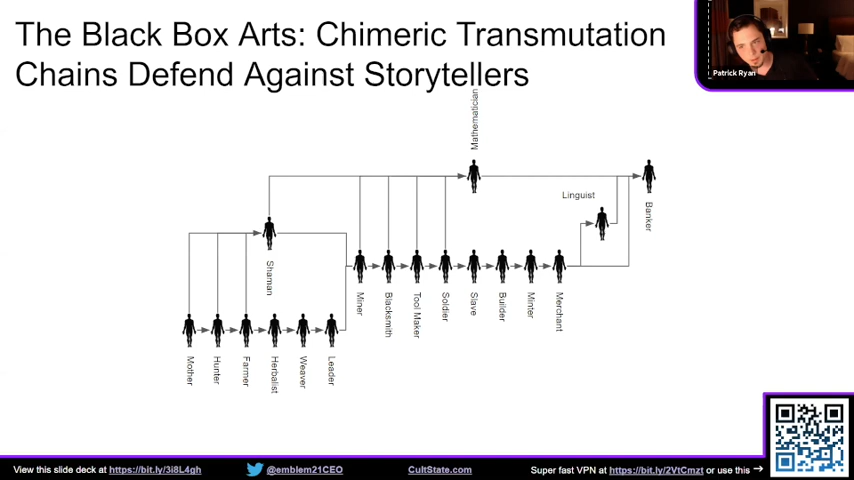 The Black Box Arts: Chimeric Transmutation
Chains Defend Against Storytellers
Patrick Ryan
Mathematician
Linguist
Banker
Shaman
Miner
Blacksmith
Tool Maker
Soldier
Slave
Builder
Minter
Merchant
Mother
Hunter
Farmer
Herbalist
Weaver
Leader
View this slide deck at https://bit.ly/3i8L4gh
@emblem21CEO
CultState.com
Super fast VPN at https://bit.ly/2VtCmzt or use this